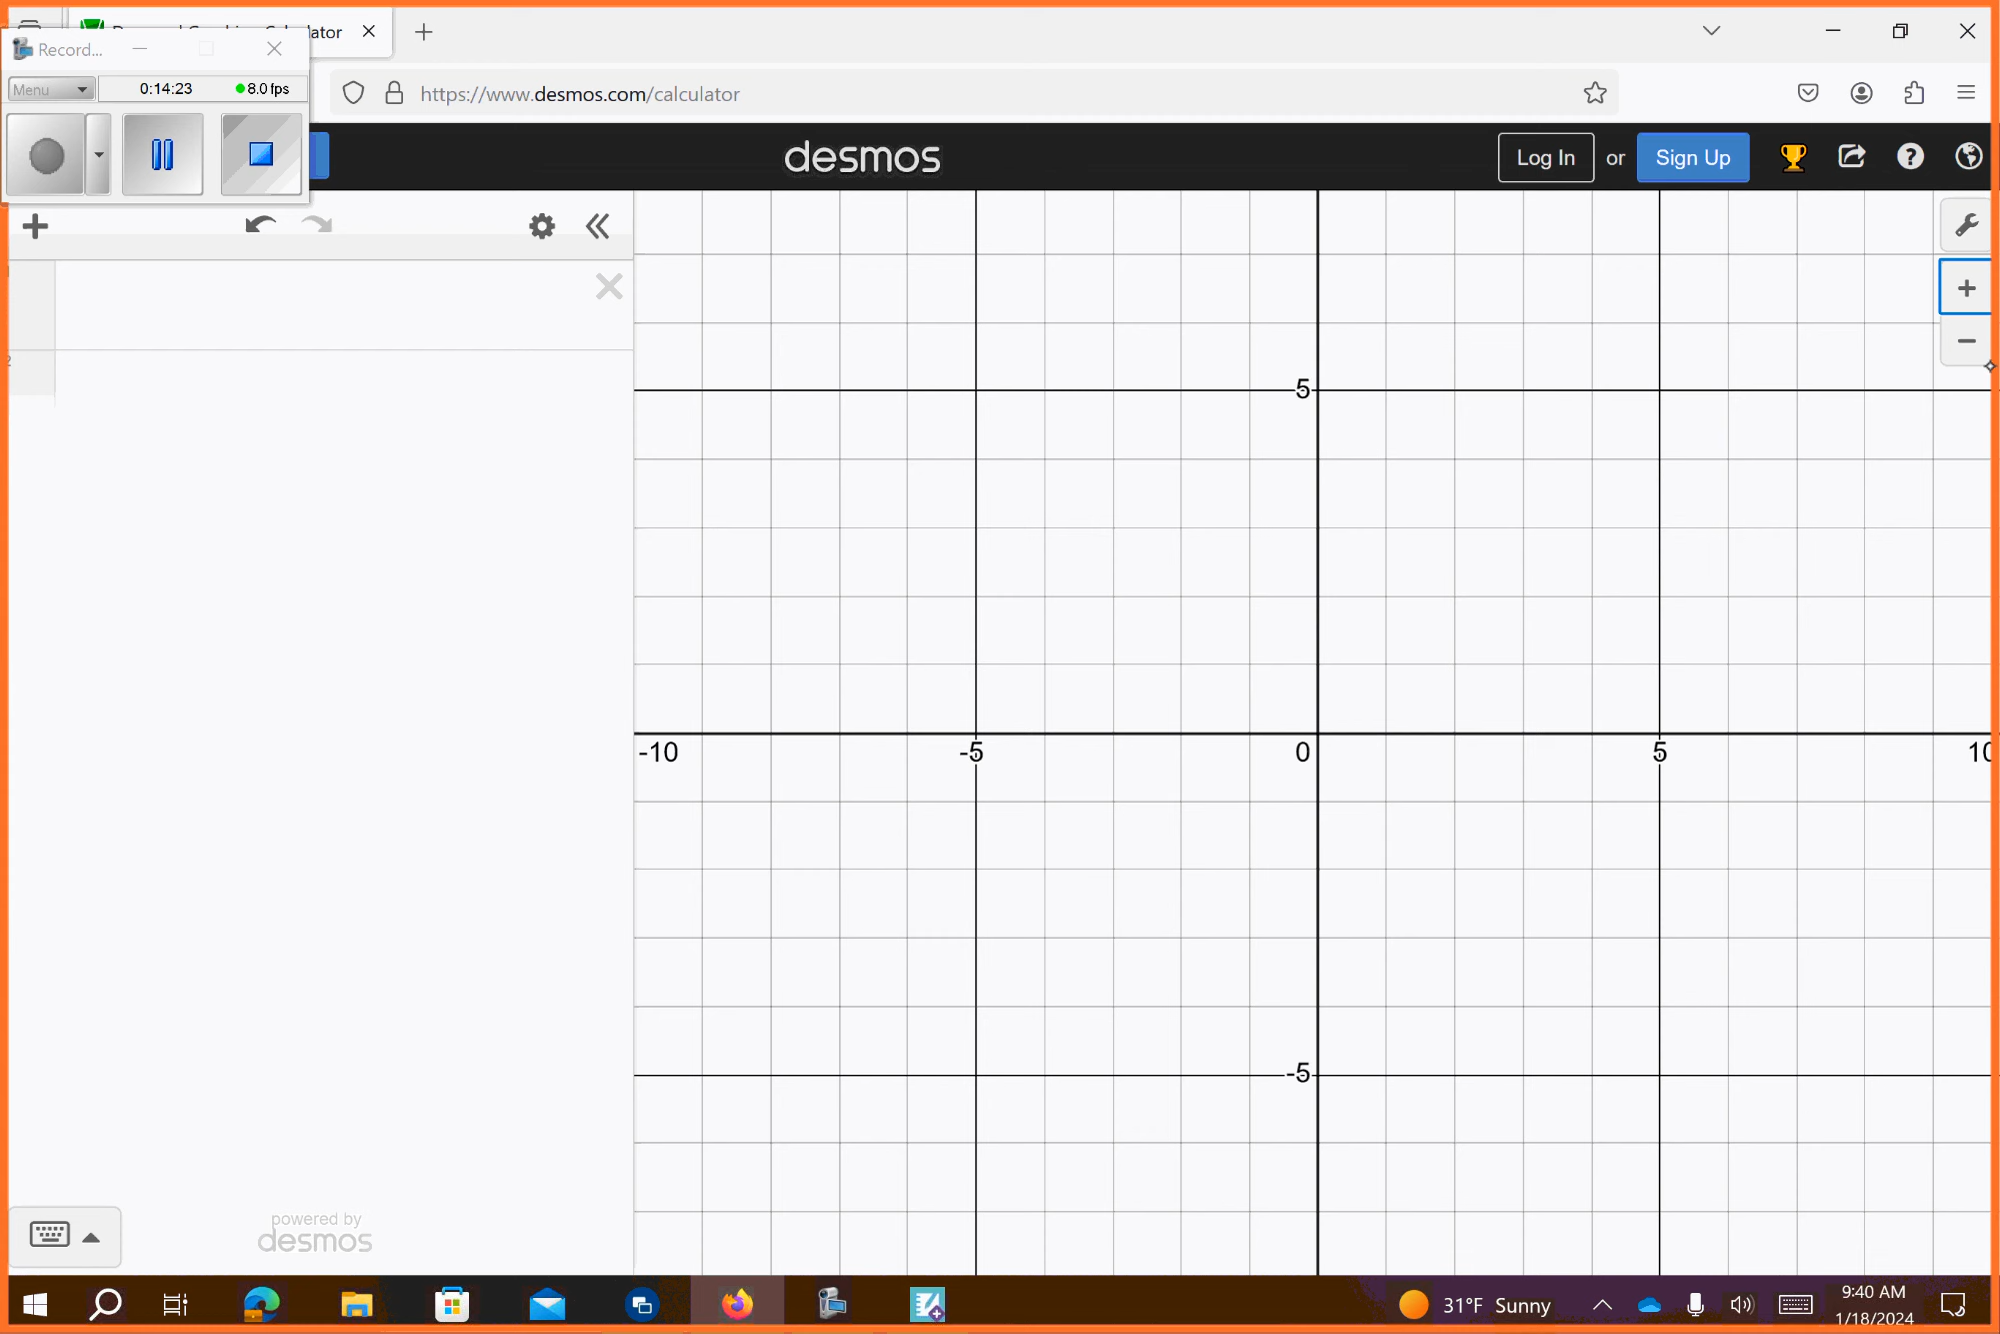 ator
Record...
Menu
0:14:23
8.0 fps
https://www.desmos.com/calculator
desmos
Log In or Sign Up
5
-10
-5
0
5
10
-5
powered by
desmos
31°F Sunny
9:40 AM
1/18/2024